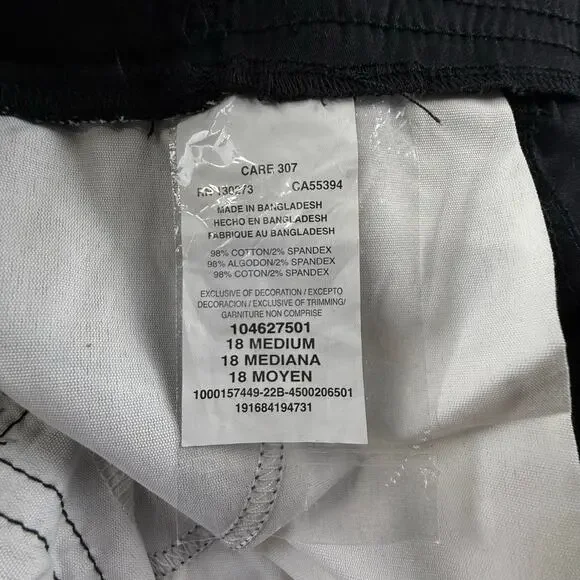 CARE 307
RN 130273 CA55394
MADE IN BANGLADESH
HECHO EN BANGLADESH
FABRIQUE AU BANGLADESH
98% COTTON/2% SPANDEX
98% ALGODON/2% SPANDEX
98% COTON/2% SPANDEX
EXCLUSIVE OF DECORATION / EXCEPTO
DECORACION / EXCLUSIVE OF TRIMMING/
GARNITURE NON COMPRISE
104627501
18 MEDIUM
18 MEDIANA
18 MOYEN
1000157449-22B-4500206501
191684194731